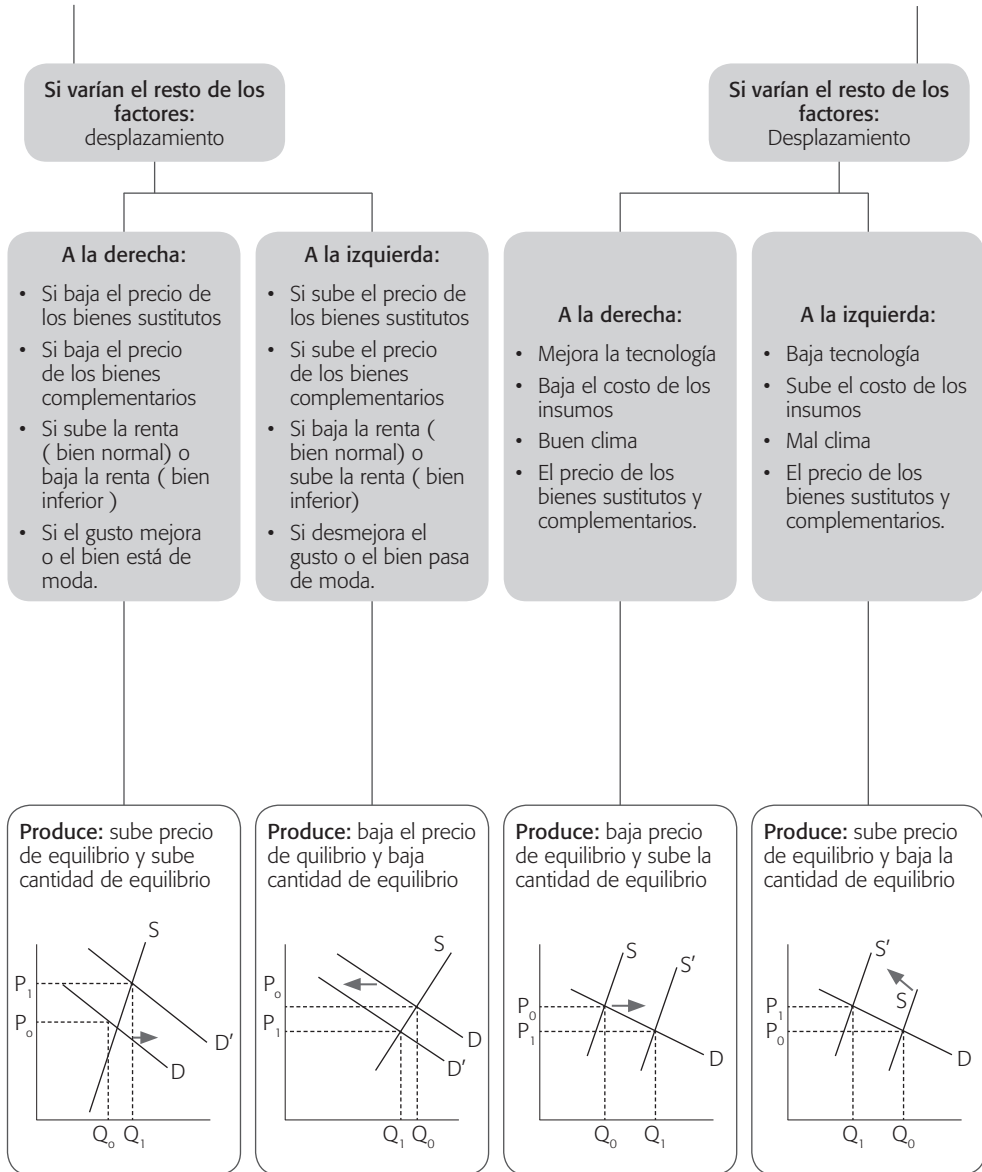 Si varían el resto de los
factores:
desplazamiento
Si varían el resto de los
factores:
Desplazamiento
A la derecha:
• Si baja el precio de
los bienes sustitutos
• Si baja el precio
de los bienes
complementarios
• Si sube la renta
( bien normal) o
baja la renta ( bien
inferior )
• Si el gusto mejora
o el bien está de
moda.
A la izquierda:
• Si sube el precio de
los bienes sustitutos
• Si sube el precio
de los bienes
complementarios
• Si baja la renta (
bien normal) o
sube la renta ( bien
inferior)
• Si desmejora el
gusto o el bien pasa
de moda.
A la derecha:
• Mejora la tecnología
• Baja el costo de los
insumos
• Buen clima
• El precio de los
bienes sustitutos y
complementarios.
A la izquierda:
• Baja tecnología
• Sube el costo de los
insumos
• Mal clima
• El precio de los
bienes sustitutos y
complementarios.
Produce: sube precio
de equilibrio y sube
cantidad de equilibrio
S
P₁
Pₒ
D'
D
Qₒ Q₁
Produce: baja el precio
de quilibrio y baja
cantidad de equilibrio
S
Pₒ
P₁
D
D'
Q₁ Q₀
Produce: baja precio
de equilibrio y sube la
cantidad de equilibrio
S
S'
P₀
P₁
D
Q₀ Q₁
Produce: sube precio
de equilibrio y baja la
cantidad de equilibrio
S'
S
P₁
P₀
D
Q₁ Q₀